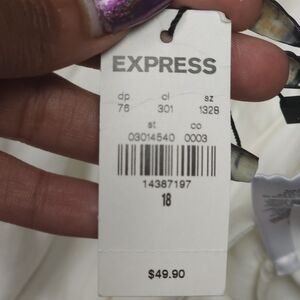 EXPRESS
dp cl sz
76 301 1328
st co
03014540 0003
14387197
18
$49.90